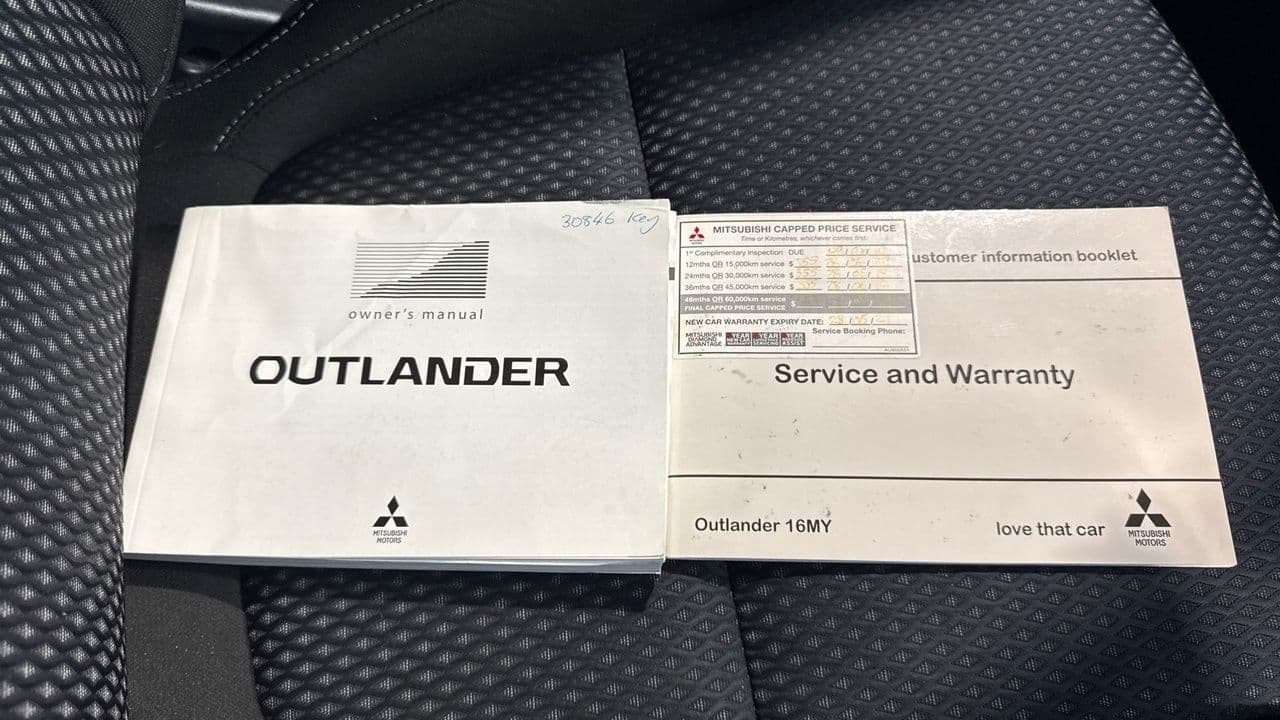 30846 Key
owner's manual
OUTLANDER
MITSUBISHI
MOTORS
MITSUBISHI CAPPED PRICE SERVICE
Time or Kilometres, whichever comes first.
1st Complimentary Inspection DUE
12mths OR 15,000km service $
24mths OR 30,000km service $
36mths OR 45,000km service $
48mths OR 60,000km service $
FINAL CAPPED PRICE SERVICE
NEW CAR WARRANTY EXPIRY DATE:
MITSUBISHI
DIAMOND
ADVANTAGE
Service Booking Phone:
ustomer information booklet
Service and Warranty
Outlander 16MY
love that car
MITSUBISHI
MOTORS